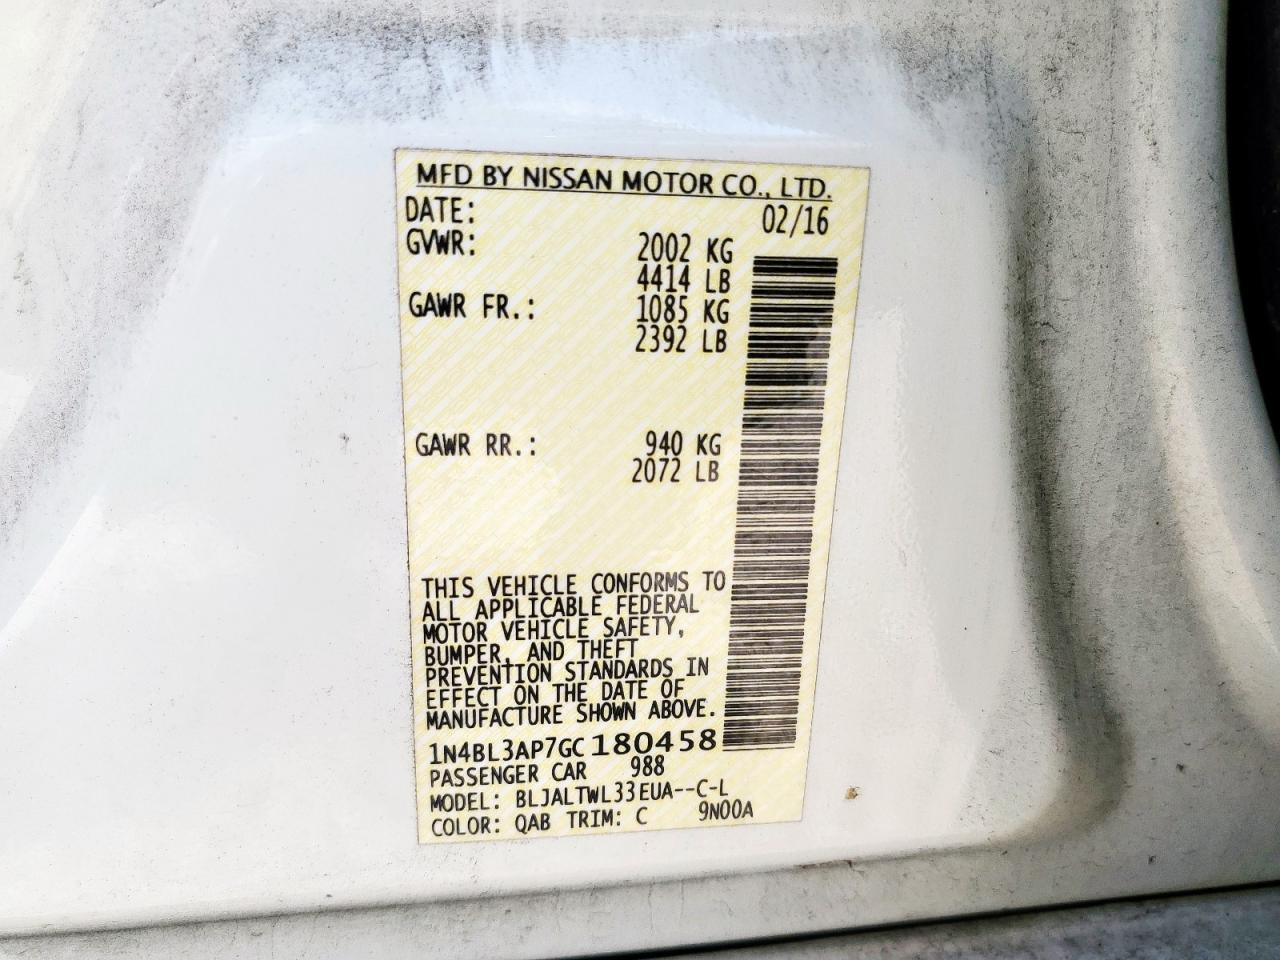 MFD BY NISSAN MOTOR CO., LTD.
DATE: 02/16
GVWR: 2002 KG
4414 LB
GAWR FR.: 1085 KG
2392 LB
GAWR RR.: 940 KG
2072 LB
THIS VEHICLE CONFORMS TO
ALL APPLICABLE FEDERAL
MOTOR VEHICLE SAFETY,
BUMPER, AND THEFT
PREVENTION STANDARDS IN
EFFECT ON THE DATE OF
MANUFACTURE SHOWN ABOVE.
1N4BL3AP7GC180458
PASSENGER CAR 988
MODEL: BLJALTWL33EUA--C-L
COLOR: QAB TRIM: C 9N00A